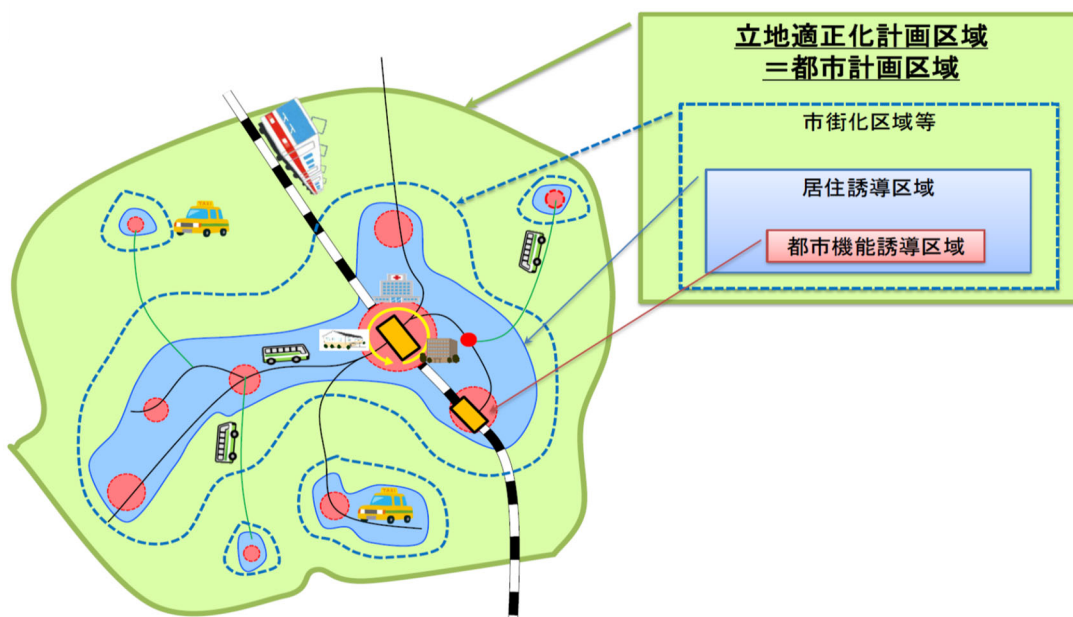 立地適正化計画区域
＝都市計画区域
市街化区域等
居住誘導区域
都市機能誘導区域